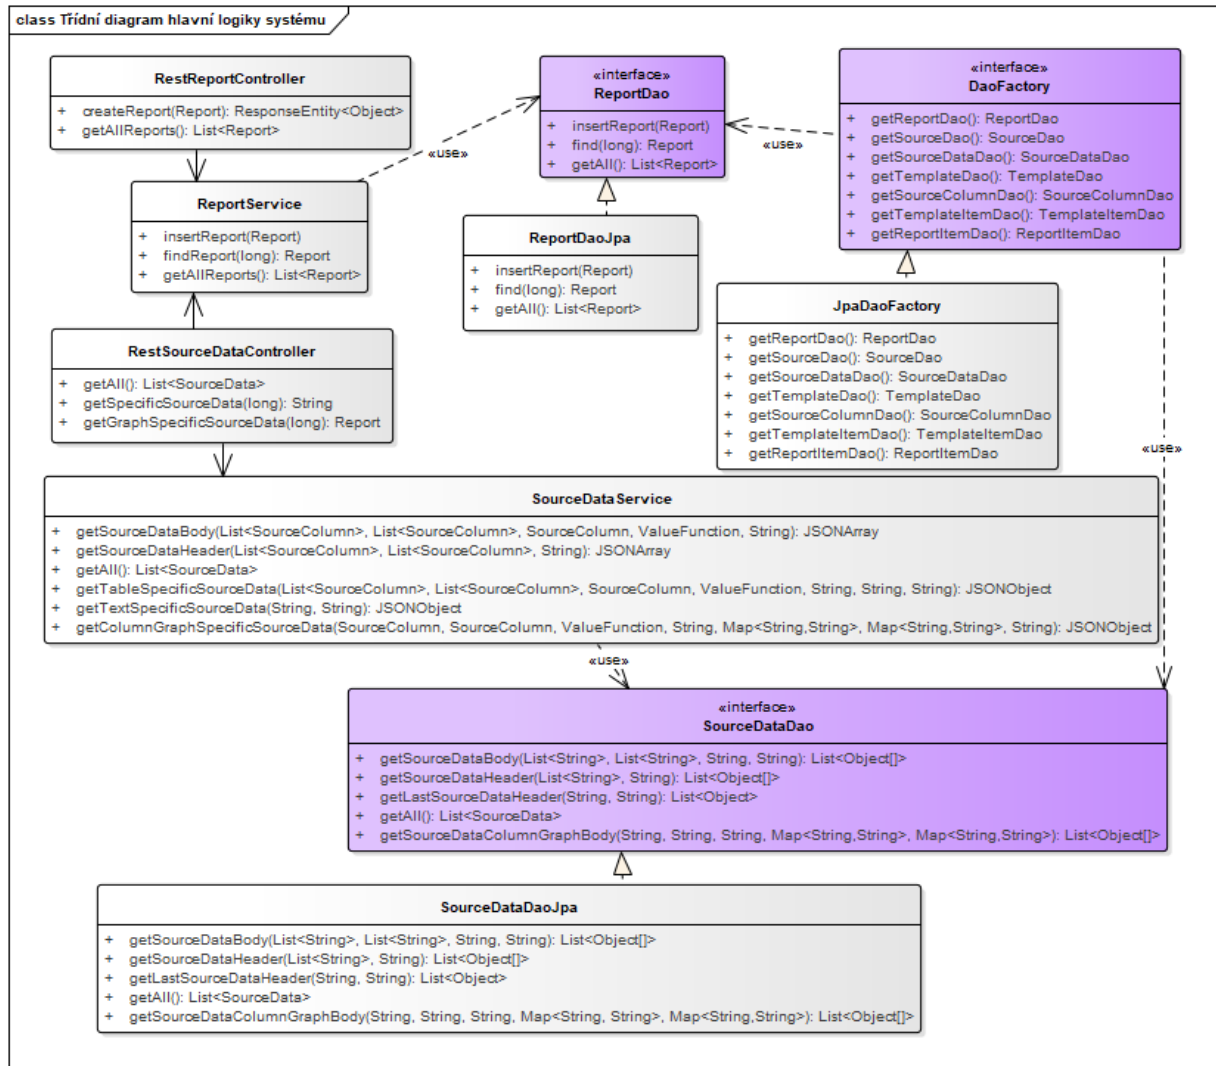 class Třídní diagram hlavní logiky systému
RestReportController
+ createReport(Report): ResponseEntity<Object>
+ getAllReports(): List<Report>
«interface»
ReportDao
+ insertReport(Report)
+ find(long): Report
+ getAll(): List<Report>
«interface»
DaoFactory
+ getReportDao(): ReportDao
+ getSourceDao(): SourceDao
+ getSourceDataDao(): SourceDataDao
+ getTemplateDao(): TemplateDao
+ getSourceColumnDao(): SourceColumnDao
+ getTemplateItemDao(): TemplateItemDao
+ getReportItemDao(): ReportItemDao
«use»
«use»
ReportService
+ insertReport(Report)
+ findReport(long): Report
+ getAllReports(): List<Report>
ReportDaoJpa
+ insertReport(Report)
+ find(long): Report
+ getAll(): List<Report>
JpaDaoFactory
+ getReportDao(): ReportDao
+ getSourceDao(): SourceDao
+ getSourceDataDao(): SourceDataDao
+ getTemplateDao(): TemplateDao
+ getSourceColumnDao(): SourceColumnDao
+ getTemplateItemDao(): TemplateItemDao
+ getReportItemDao(): ReportItemDao
RestSourceDataController
+ getAll(): List<SourceData>
+ getSpecificSourceData(long): String
+ getGraphSpecificSourceData(long): Report
«use»
SourceDataService
+ getSourceDataBody(List<SourceColumn>, List<SourceColumn>, SourceColumn, ValueFunction, String): JSONArray
+ getSourceDataHeader(List<SourceColumn>, List<SourceColumn>, String): JSONArray
+ getAll(): List<SourceData>
+ getTableSpecificSourceData(List<SourceColumn>, List<SourceColumn>, SourceColumn, ValueFunction, String, String, String): JSONObject
+ getTextSpecificSourceData(String, String): JSONObject
+ getColumnGraphSpecificSourceData(SourceColumn, SourceColumn, ValueFunction, String, Map<String,String>, Map<String,String>, String): JSONObject
«use»
«interface»
SourceDataDao
+ getSourceDataBody(List<String>, List<String>, String, String): List<Object[]>
+ getSourceDataHeader(List<String>, String): List<Object[]>
+ getLastSourceDataHeader(String, String): List<Object>
+ getAll(): List<SourceData>
+ getSourceDataColumnGraphBody(String, String, String, Map<String,String>, Map<String,String>): List<Object[]>
SourceDataDaoJpa
+ getSourceDataBody(List<String>, List<String>, String, String): List<Object[]>
+ getSourceDataHeader(List<String>, String): List<Object[]>
+ getLastSourceDataHeader(String, String): List<Object>
+ getAll(): List<SourceData>
+ getSourceDataColumnGraphBody(String, String, String, Map<String, String>, Map<String,String>): List<Object[]>